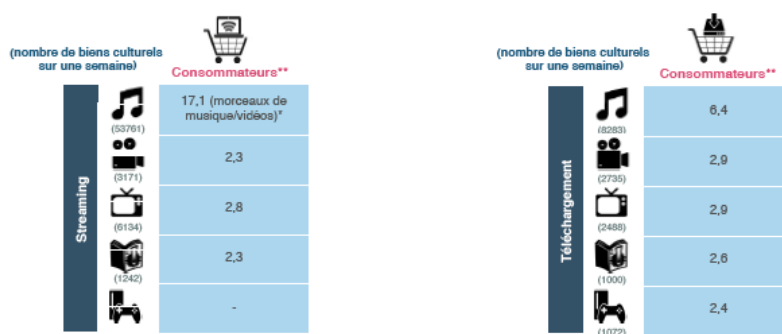 (nombre de biens culturels
sur une semaine)
Consommateurs**
Streaming
(53761)
17,1 (morceaux de
musique/vidéos)*
(3171)
2,3
(6134)
2,8
(1242)
2,3
-
(nombre de biens culturels
sur une semaine)
Consommateurs**
Téléchargement
(8283)
6,4
(2735)
2,9
(2488)
2,9
(1000)
2,6
(1072)
2,4